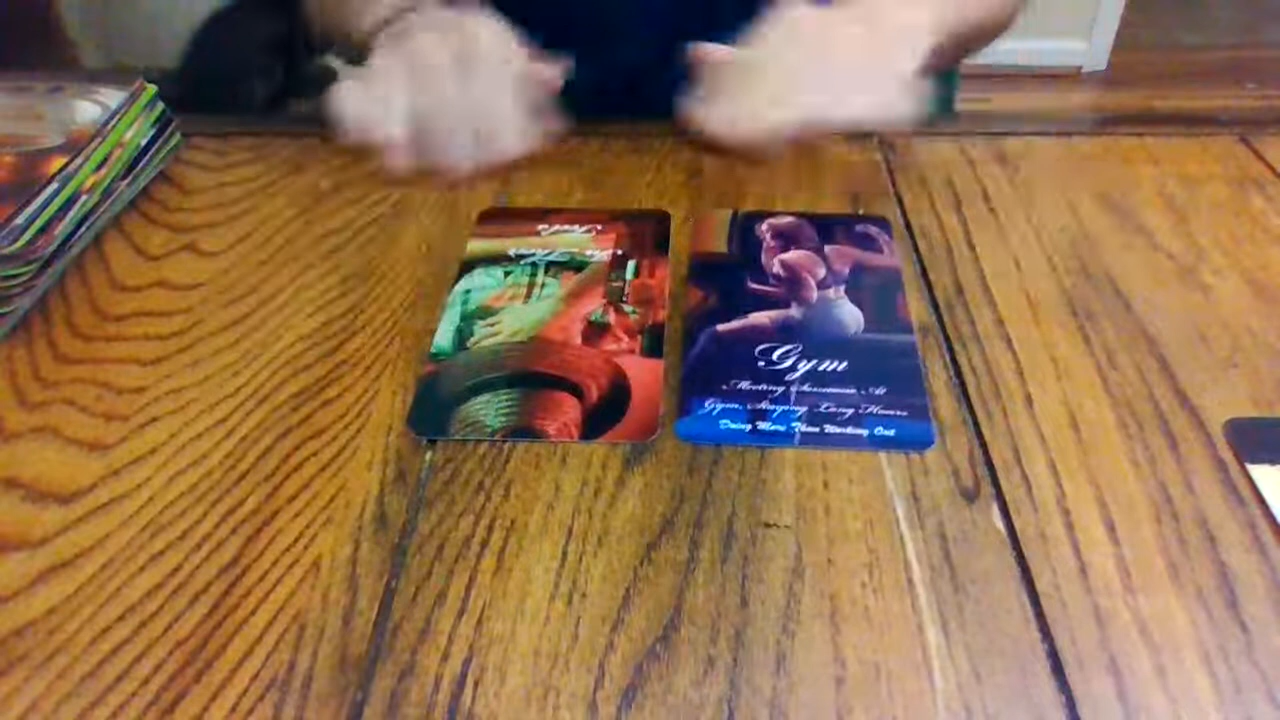 Gym
Meeting Someone At
Gym, Staying Long Hours
Doing More Than Working Out